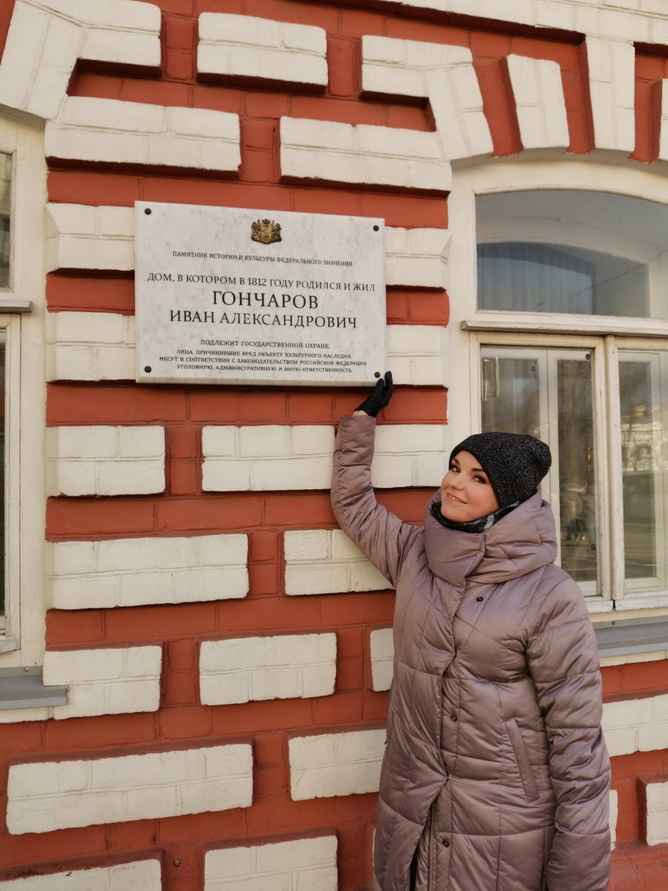 ПАМЯТНИК ИСТОРИИ И КУЛЬТУРЫ ФЕДЕРАЛЬНОГО ЗНАЧЕНИЯ
ДОМ, В КОТОРОМ В 1812 ГОДУ РОДИЛСЯ И ЖИЛ
ГОНЧАРОВ
ИВАН АЛЕКСАНДРОВИЧ
ПОДЛЕЖИТ ГОСУДАРСТВЕННОЙ ОХРАНЕ.
ЛИЦА, ПРИЧИНИВШИЕ ВРЕД ОБЪЕКТУ КУЛЬТУРНОГО НАСЛЕДИЯ,
НЕСУТ В СООТВЕТСТВИИ С ЗАКОНОДАТЕЛЬСТВОМ РОССИЙСКОЙ ФЕДЕРАЦИИ
УГОЛОВНУЮ, АДМИНИСТРАТИВНУЮ И ИНУЮ ОТВЕТСТВЕННОСТЬ.